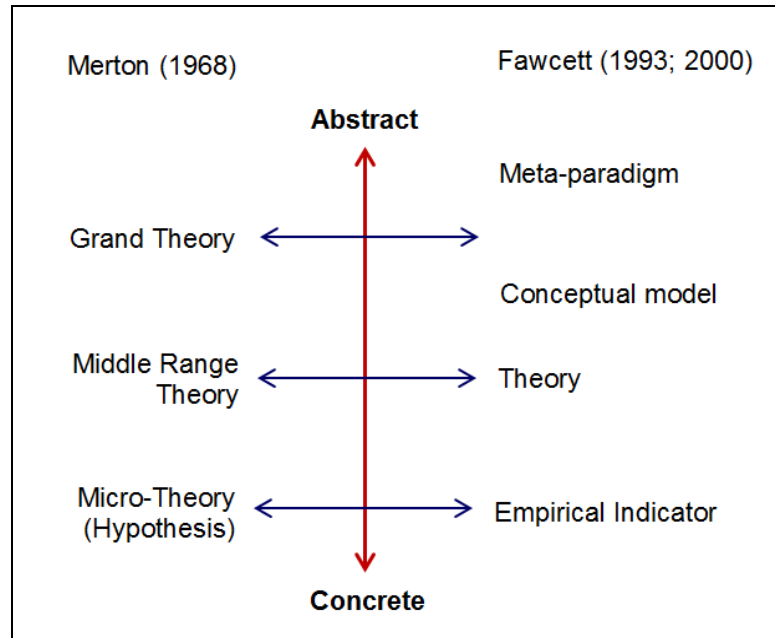 Merton (1968)
Fawcett (1993; 2000)
Abstract
Meta-paradigm
Grand Theory
Conceptual model
Middle Range
Theory
Theory
Micro-Theory
(Hypothesis)
Empirical Indicator
Concrete